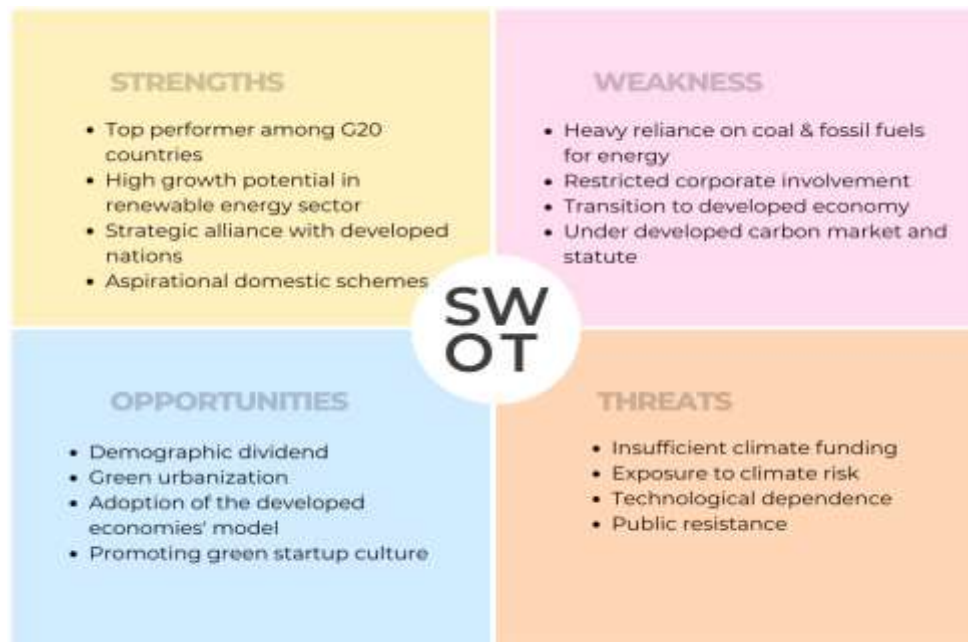 STRENGTHS
• Top performer among G20
countries
• High growth potential in
renewable energy sector
• Strategic alliance with developed
nations
• Aspirational domestic schemes
WEAKNESS
• Heavy reliance on coal & fossil fuels
for energy
• Restricted corporate involvement
• Transition to developed economy
• Under developed carbon market and
statute
SW
OT
OPPORTUNITIES
• Demographic dividend
• Green urbanization
• Adoption of the developed
economies' model
• Promoting green startup culture
THREATS
• Insufficient climate funding
• Exposure to climate risk
• Technological dependence
• Public resistance